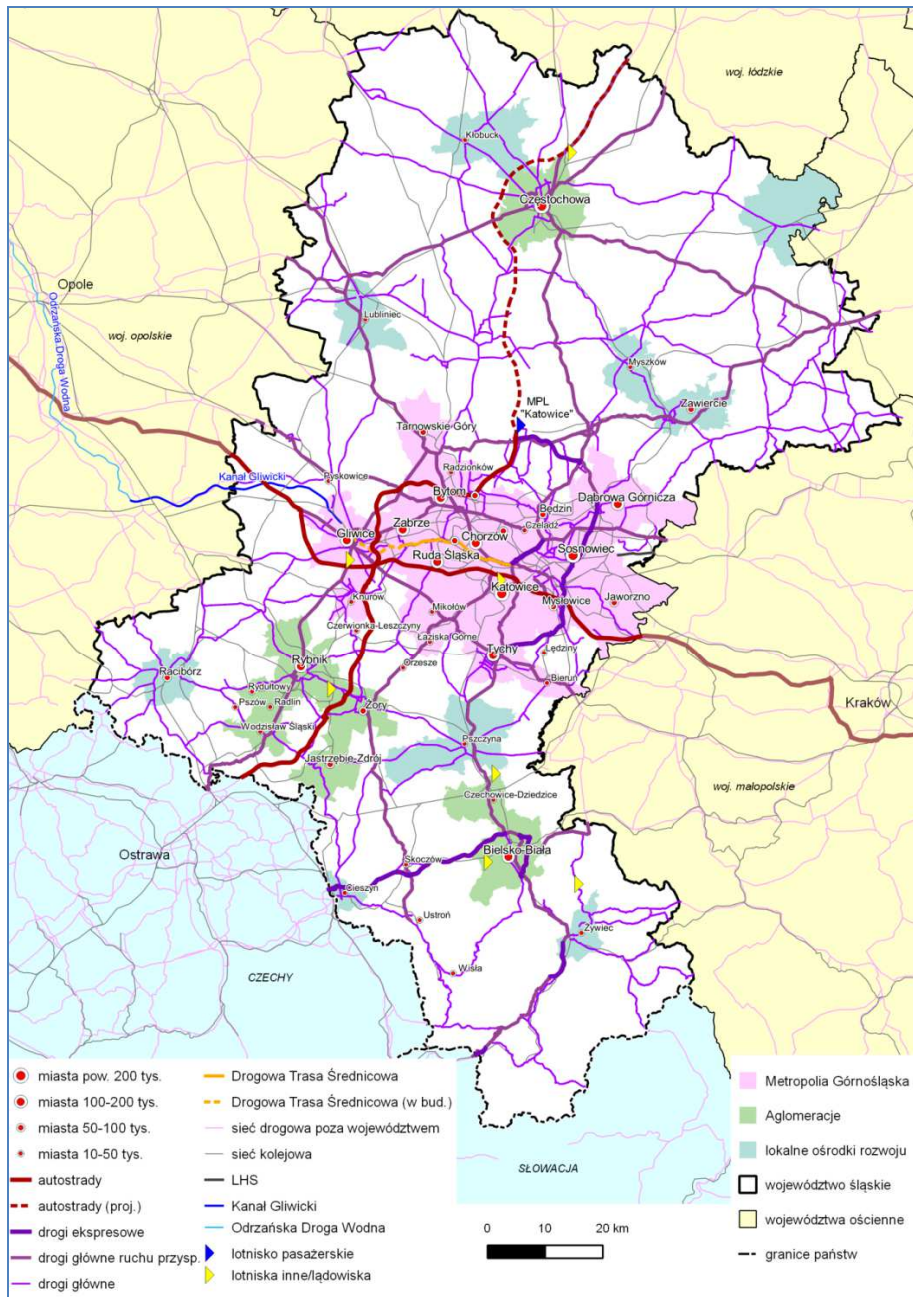 woj. łódzkie
Kłobuck
Częstochowa
Opole
Odrzańska Droga Wodna
woj. opolskie
Lubliniec
Myszków
Zawiercie
MPL
"Katowice"
Tarnowskie Góry
Radzionków
Pyskowice
Kanał Gliwicki
Bytom
Będzin
Dąbrowa Górnicza
Czeladź
Zabrze
Gliwice
Chorzów
Ruda Śląska
Sosnowiec
Katowice
Knurów
Mysłowice
Jaworzno
Mikołów
Czerwionka-Leszczyny
Łaziska Górne
Lędziny
Tychy
Orzesze
Rybnik
Racibórz
Bieruń
Rydułtowy
Pszów
Radlin
Żory
Kraków
Wodzisław Śląski
Pszczyna
Jastrzębie-Zdrój
woj. małopolskie
Czechowice-Dziedzice
Ostrawa
Bielsko-Biała
Skoczów
Cieszyn
Ustroń
Żywiec
Wisła
CZECHY
SŁOWACJA
miasta pow. 200 tys.
miasta 100-200 tys.
miasta 50-100 tys.
miasta 10-50 tys.
autostrady
autostrady (proj.)
drogi ekspresowe
drogi główne ruchu przysp.
drogi główne
Drogowa Trasa Średnicowa
Drogowa Trasa Średnicowa (w bud.)
sieć drogowa poza województwem
sieć kolejowa
LHS
Kanał Gliwicki
Odrzańska Droga Wodna
lotnisko pasażerskie
lotniska inne/lądowiska
0 10 20 km
Metropolia Górnośląska
Aglomeracje
lokalne ośrodki rozwoju
województwo śląskie
województwa ościenne
granice państw